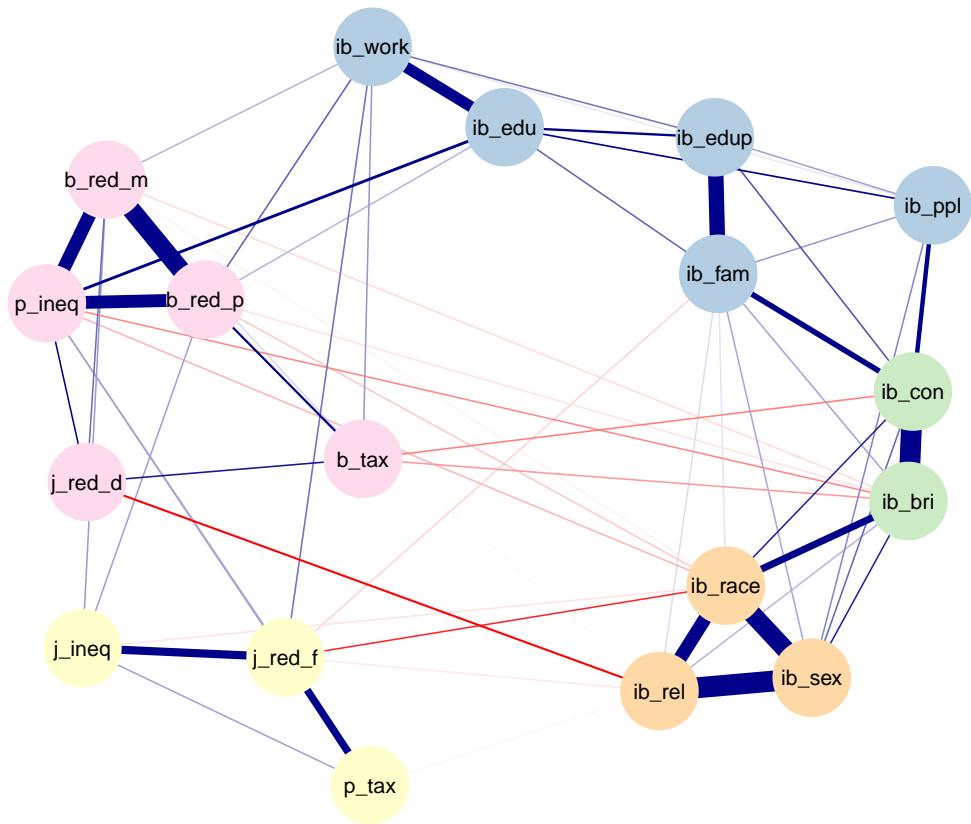 ib_work
ib_edu
ib_edup
b_red_m
ib_ppl
ib_fam
p_ineq
b_red_p
ib_con
b_tax
j_red_d
ib_bri
ib_race
j_ineq
j_red_f
ib_rel
ib_sex
p_tax